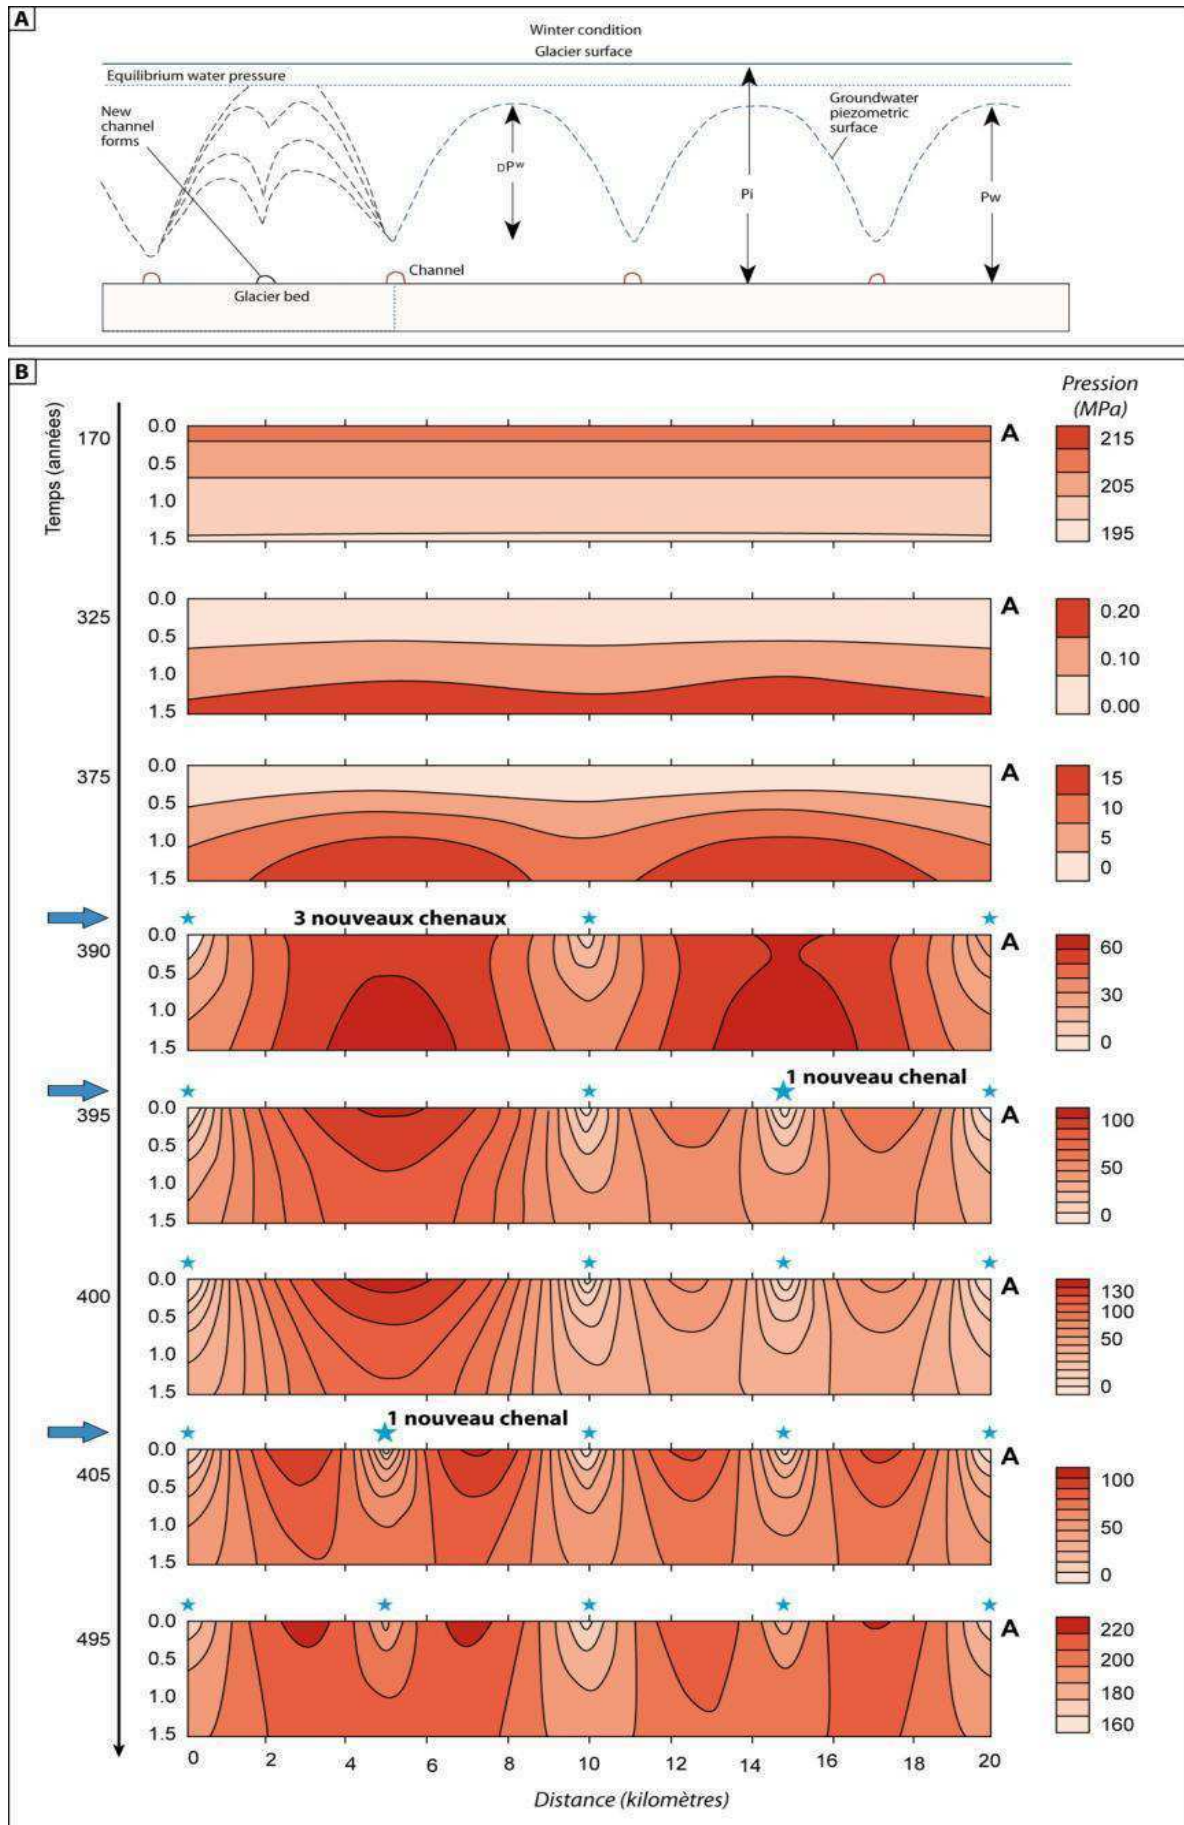 A
Winter condition
Glacier surface
Equilibrium water pressure
New
channel
forms
Groundwater
piezometric
surface
DPw
Pi
Pw
Channel
Glacier bed
B
Temps (années)
Pression
(MPa)
170
0.0
0.5
1.0
1.5
A
215
205
195
325
0.0
0.5
1.0
1.5
A
0.20
0.10
0.00
375
0.0
0.5
1.0
1.5
A
15
10
5
0
3 nouveaux chenaux
390
0.0
0.5
1.0
1.5
A
60
30
0
1 nouveau chenal
395
0.0
0.5
1.0
1.5
A
100
50
0
400
0.0
0.5
1.0
1.5
A
130
100
50
0
1 nouveau chenal
405
0.0
0.5
1.0
1.5
A
100
50
0
495
0.0
0.5
1.0
1.5
A
220
200
180
160
0 2 4 6 8 10 12 14 16 18 20
Distance (kilomètres)